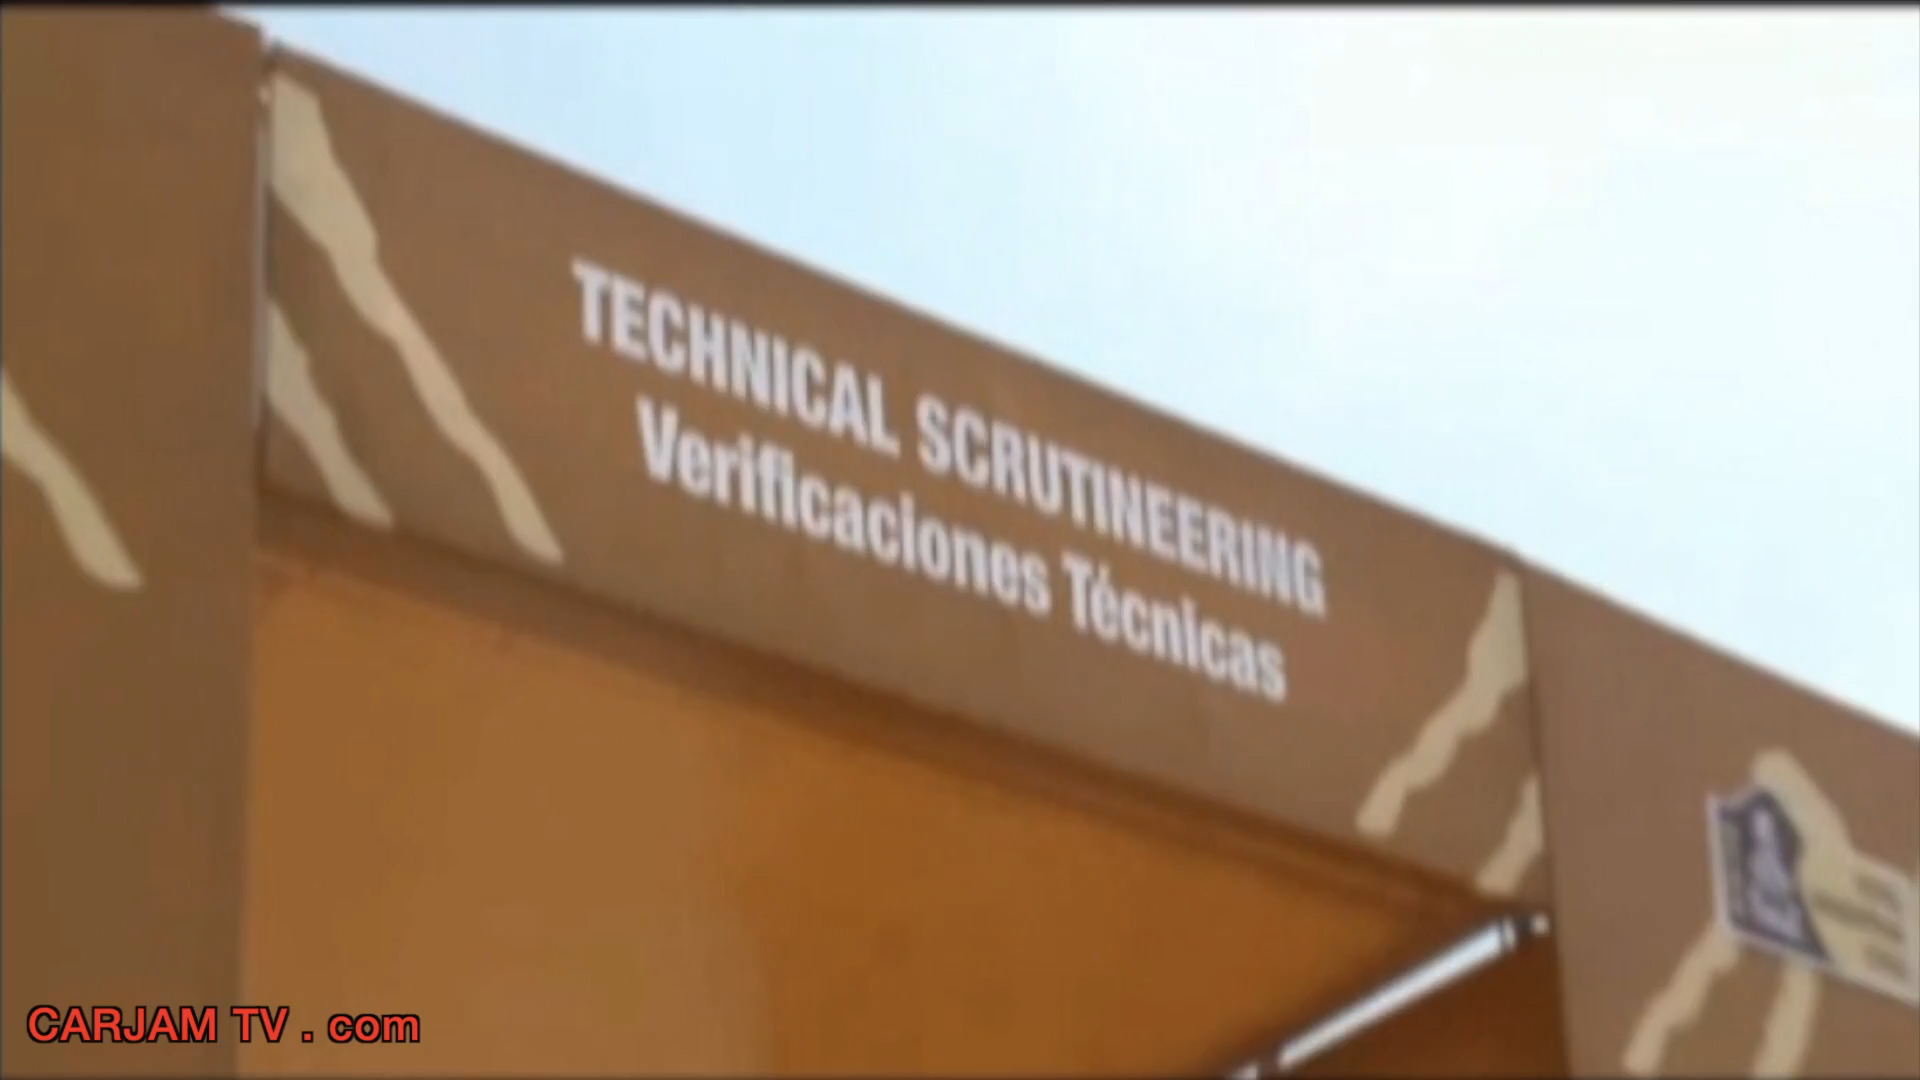 TECHNICAL SCRUTINEERING
Verificaciones Técnicas
CARJAM TV . com